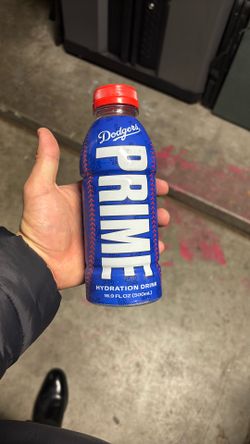 Dodgers
PRIME
HYDRATION DRINK
16.9 FL OZ (500mL)